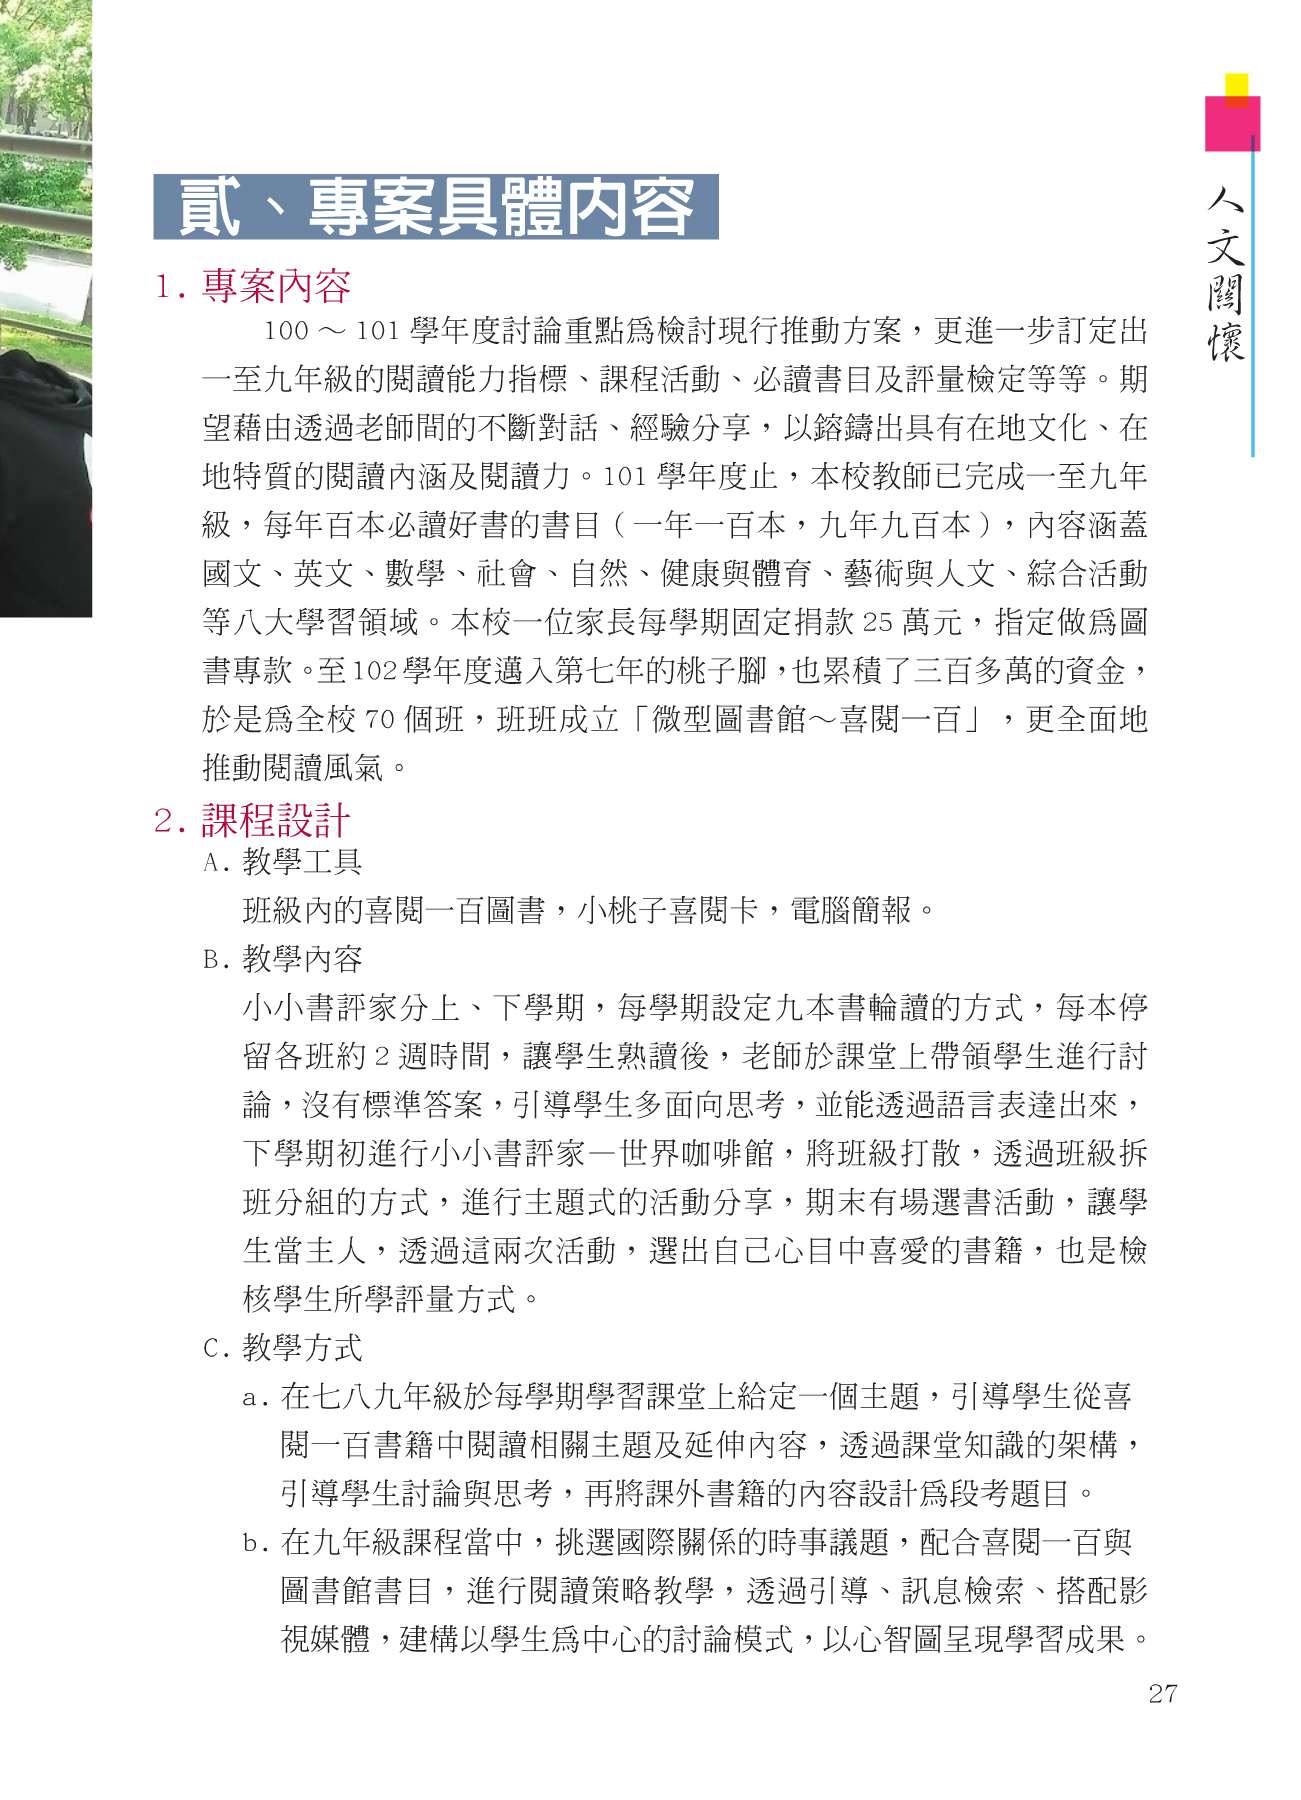 貳、專案具體内容
1. 專案內容
100 ～ 101 學年度討論重點為檢討現行推動方案，更進一步訂定出
一至九年級的閱讀能力指標、課程活動、必讀書目及評量檢定等等。期
望藉由透過老師間的不斷對話、經驗分享，以鎔鑄出具有在地文化、在
地特質的閱讀內涵及閱讀力。101 學年度止，本校教師已完成一至九年
級，每年百本必讀好書的書目（一年一百本，九年九百本），內容涵蓋
國文、英文、數學、社會、自然、健康與體育、藝術與人文、綜合活動
等八大學習領域。本校一位家長每學期固定捐款 25 萬元，指定做為圖
書專款。至102學年度邁入第七年的桃子腳，也累積了三百多萬的資金，
於是為全校 70 個班，班班成立「微型圖書館～喜閱一百」，更全面地
推動閱讀風氣。
2. 課程設計
A. 教學工具
班級內的喜閱一百圖書，小桃子喜閱卡，電腦簡報。
B. 教學內容
小小書評家分上、下學期，每學期設定九本書輪讀的方式，每本停
留各班約 2 週時間，讓學生熟讀後，老師於課堂上帶領學生進行討
論，沒有標準答案，引導學生多面向思考，並能透過語言表達出來，
下學期初進行小小書評家—世界咖啡館，將班級打散，透過班級拆
班分組的方式，進行主題式的活動分享，期末有場選書活動，讓學
生當主人，透過這兩次活動，選出自己心目中喜愛的書籍，也是檢
核學生所學評量方式。
C. 教學方式
a. 在七八九年級於每學期學習課堂上給定一個主題，引導學生從喜
閱一百書籍中閱讀相關主題及延伸內容，透過課堂知識的架構，
引導學生討論與思考，再將課外書籍的內容設計為段考題目。
b. 在九年級課程當中，挑選國際關係的時事議題，配合喜閱一百與
圖書館書目，進行閱讀策略教學，透過引導、訊息檢索、搭配影
視媒體，建構以學生為中心的討論模式，以心智圖呈現學習成果。
人文關懷
27